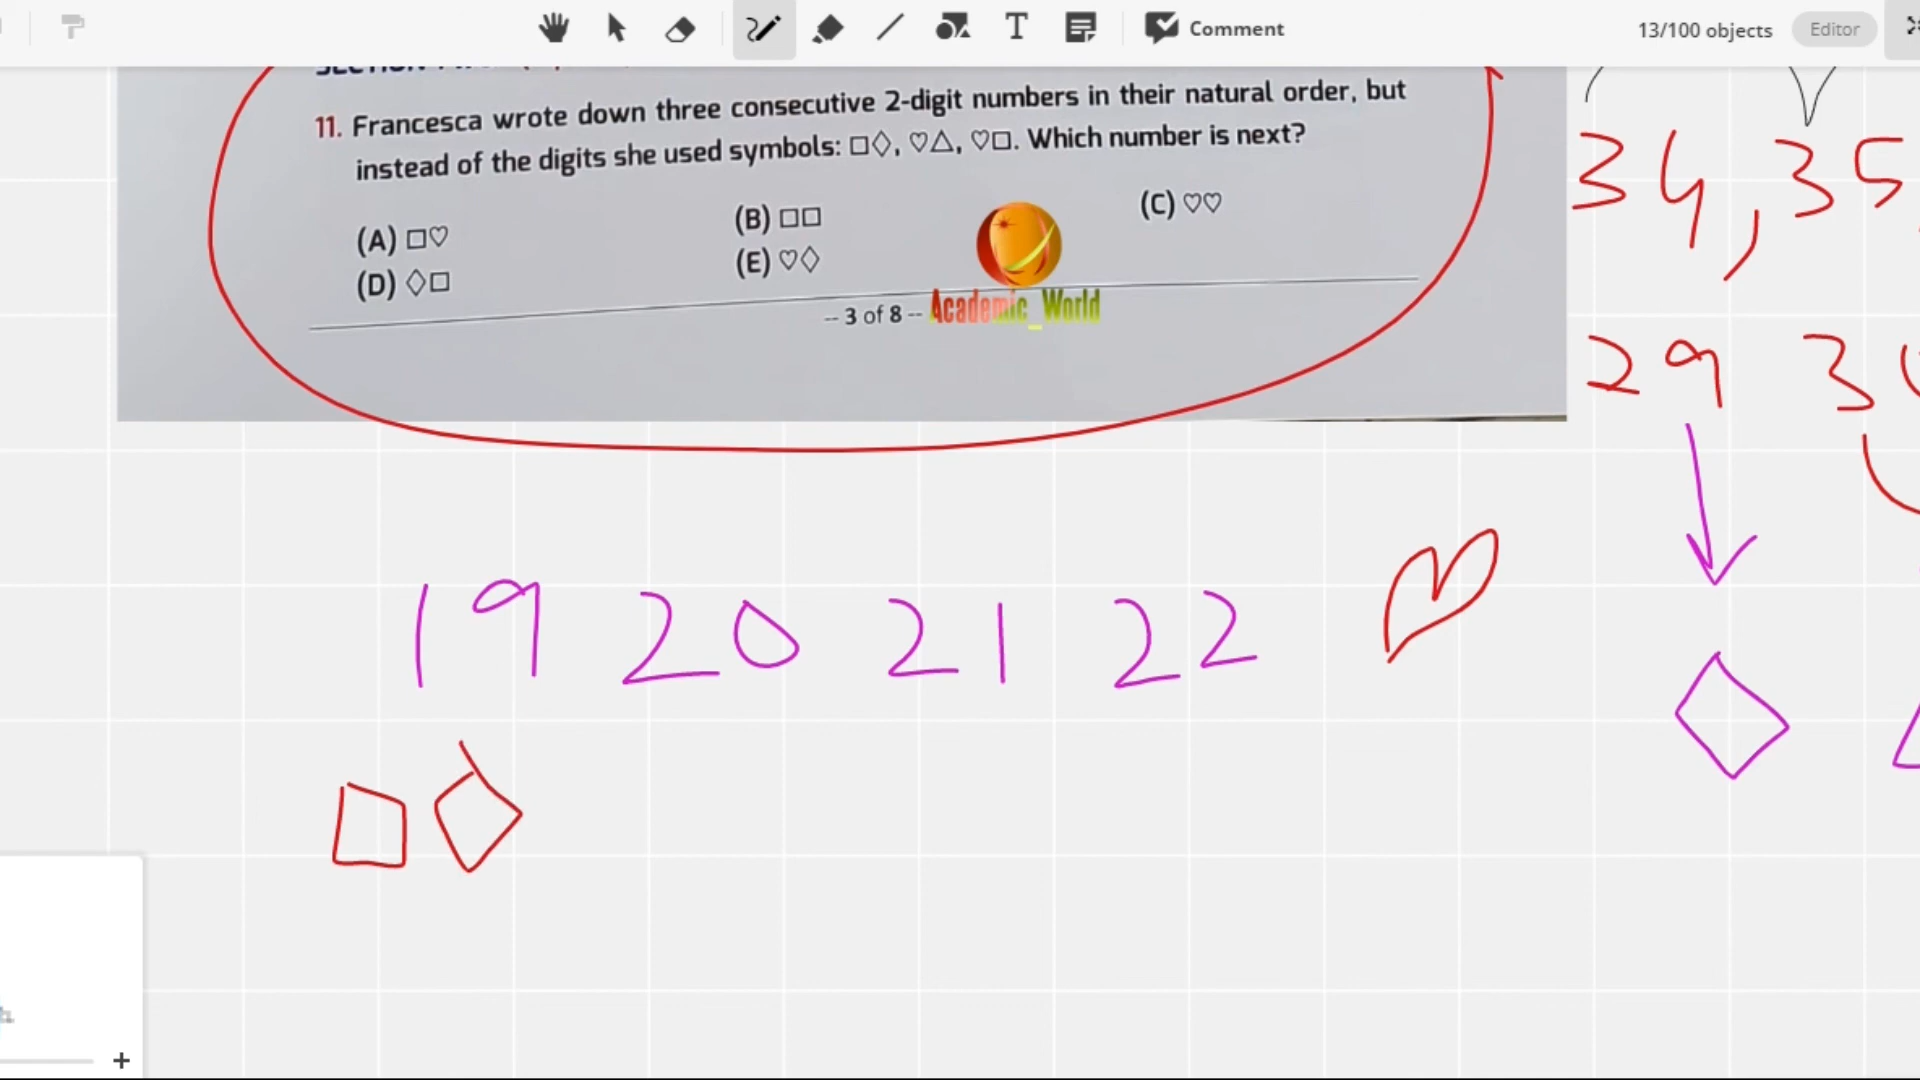 Comment
13/100 objects
Editor
11. Francesca wrote down three consecutive 2-digit numbers in their natural order, but
instead of the digits she used symbols: □◇, ♡△, ♡□. Which number is next?
(A) □♡
(B) □□
(C) ♡♡
(D) ◇□
(E) ♡◇
-- 3 of 8 --
Academic_World
34, 35
29 3
19 20 21 22